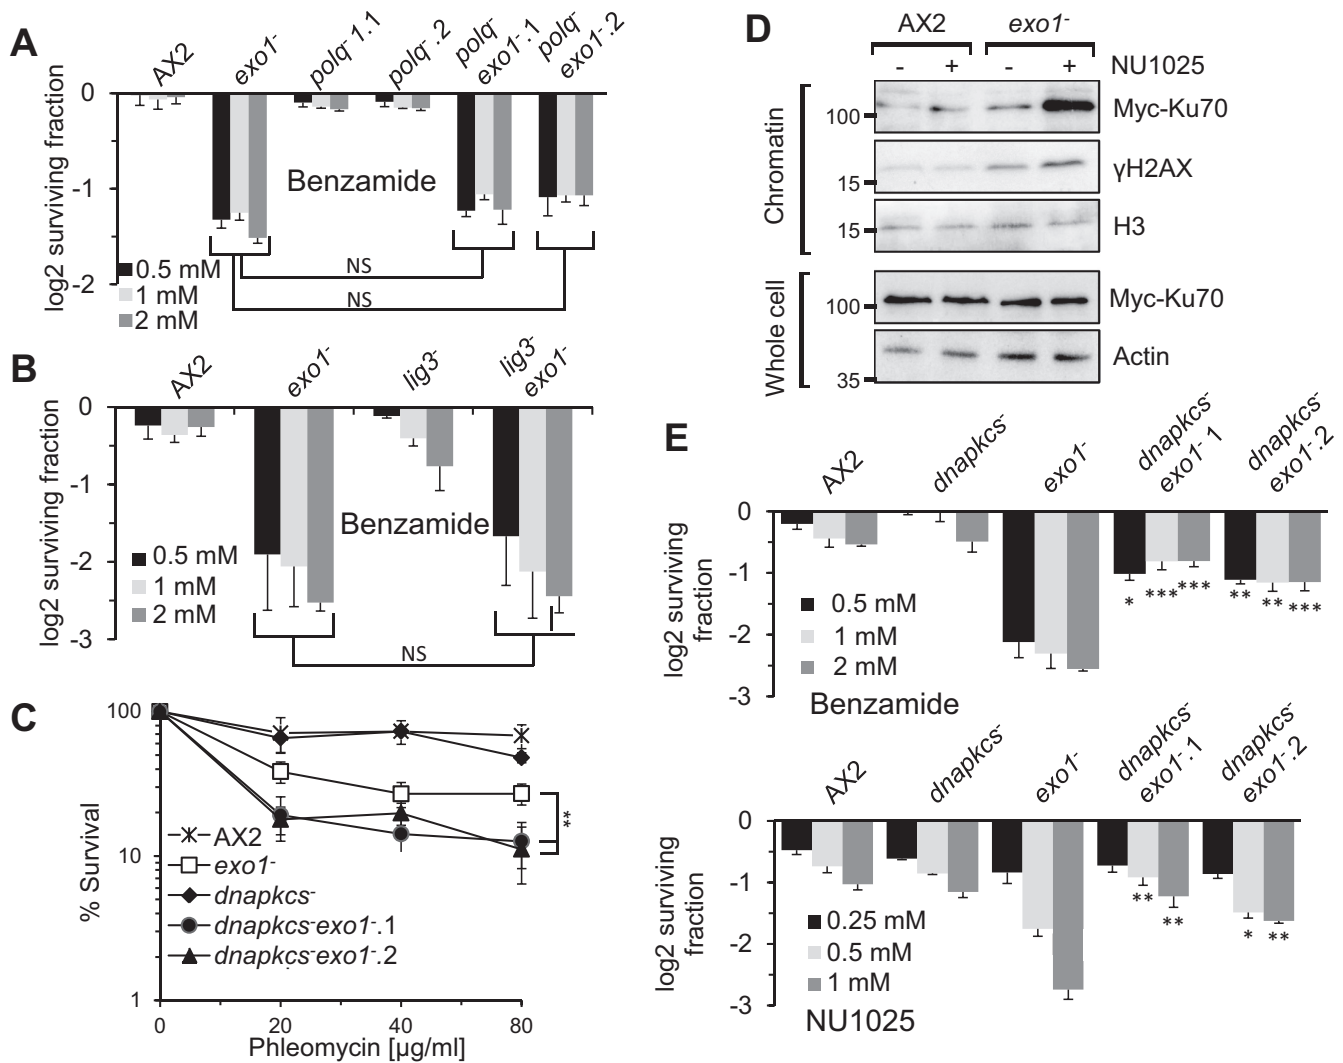 A
AX2
exo1-
polq- 1.1
polq-.2
polq-
exo1-.1
polq-
exo1-.2
log2 surviving fraction
0
-1
-2
Benzamide
0.5 mM
1 mM
2 mM
NS
NS
B
AX2
exo1-
lig3-
lig3-
exo1-
log2 surviving fraction
0
-1
-2
-3
Benzamide
0.5 mM
1 mM
2 mM
NS
C
% Survival
100
10
1
AX2
exo1-
dnapkcs-
dnapkcs-exo1-.1
dnapkcs-exo1-.2
**
0 20 40 80
Phleomycin [µg/ml]
D
AX2 exo1-
- + - + NU1025
Chromatin
100 Myc-Ku70
15 γH2AX
15 H3
Whole cell
100 Myc-Ku70
Actin
35
E
AX2
dnapkcs-
exo1-
dnapkcs-
exo1- 1
dnapkcs-
exo1-.2
log2 surviving
fraction
0
-1
-2
-3
* *** *** ** ** ***
0.5 mM
1 mM
2 mM
Benzamide
AX2
dnapkcs-
exo1-
dnapkcs-
exo1-.1
dnapkcs-
exo1-.2
log2 surviving
fraction
0
-1
-2
-3
** ** * **
0.25 mM
0.5 mM
1 mM
NU1025